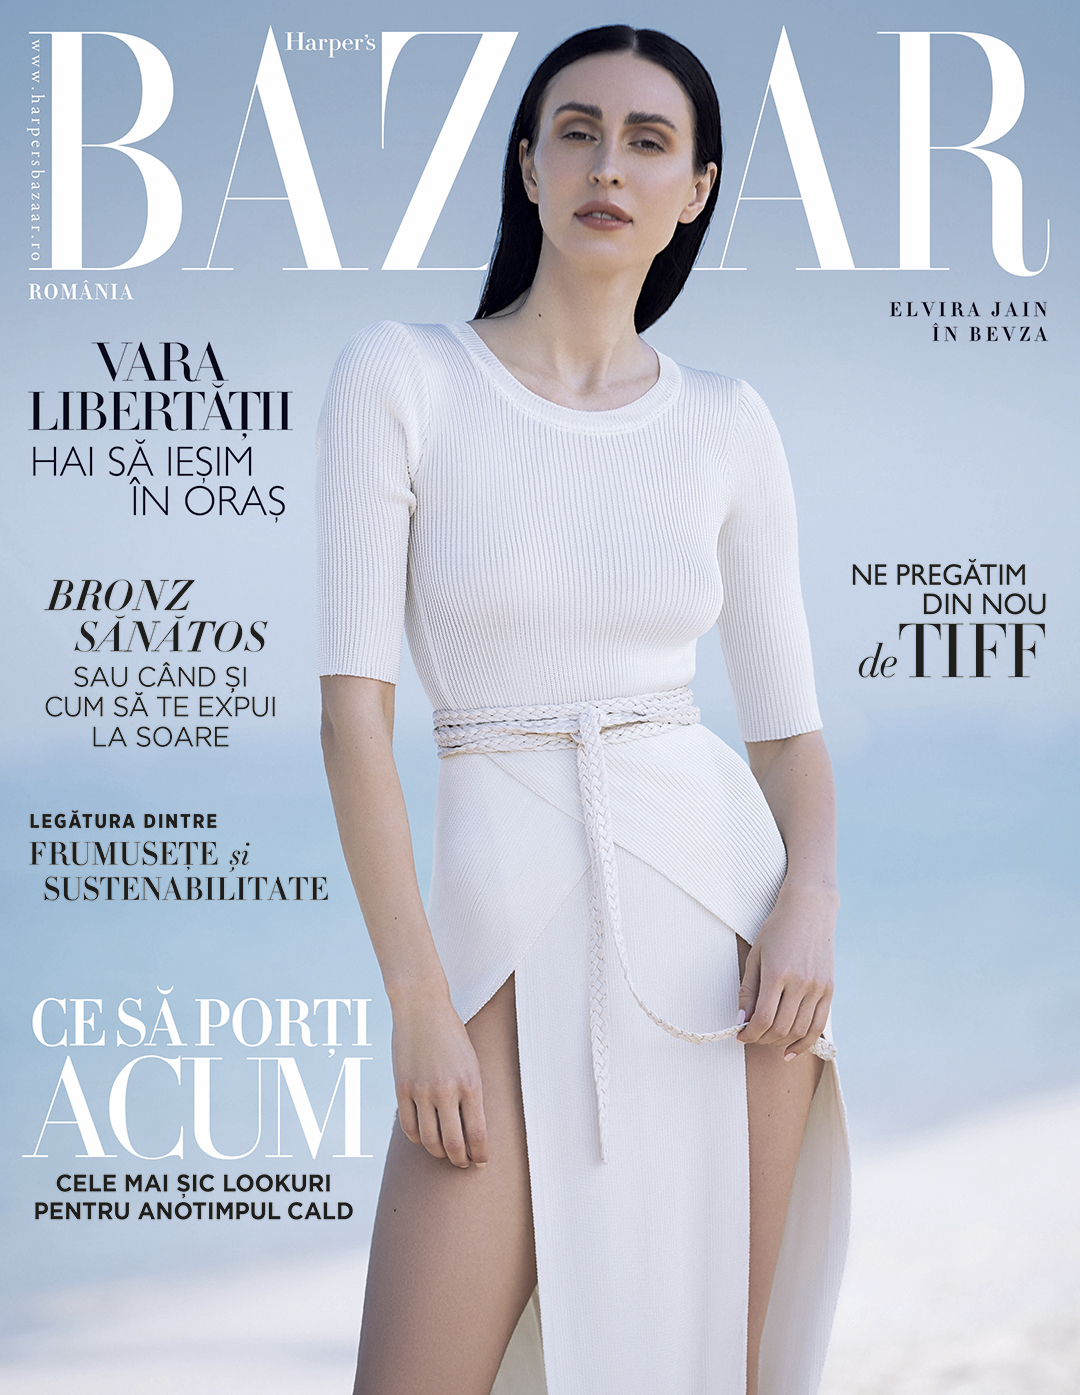 Harper's
BAZAAR
www.harpersbazaar.ro
ROMÂNIA
ELVIRA JAIN
ÎN BEVZA
VARA
LIBERTĂȚII
HAI SĂ IEȘIM
ÎN ORAȘ
BRONZ
SĂNĂTOS
SAU CÂND ȘI
CUM SĂ TE EXPUI
LA SOARE
NE PREGĂTIM
DIN NOU
de TIFF
LEGĂTURA DINTRE
FRUMUSEȚE și
SUSTENABILITATE
CE SĂ PORȚI
ACUM
CELE MAI ȘIC LOOKURI
PENTRU ANOTIMPUL CALD